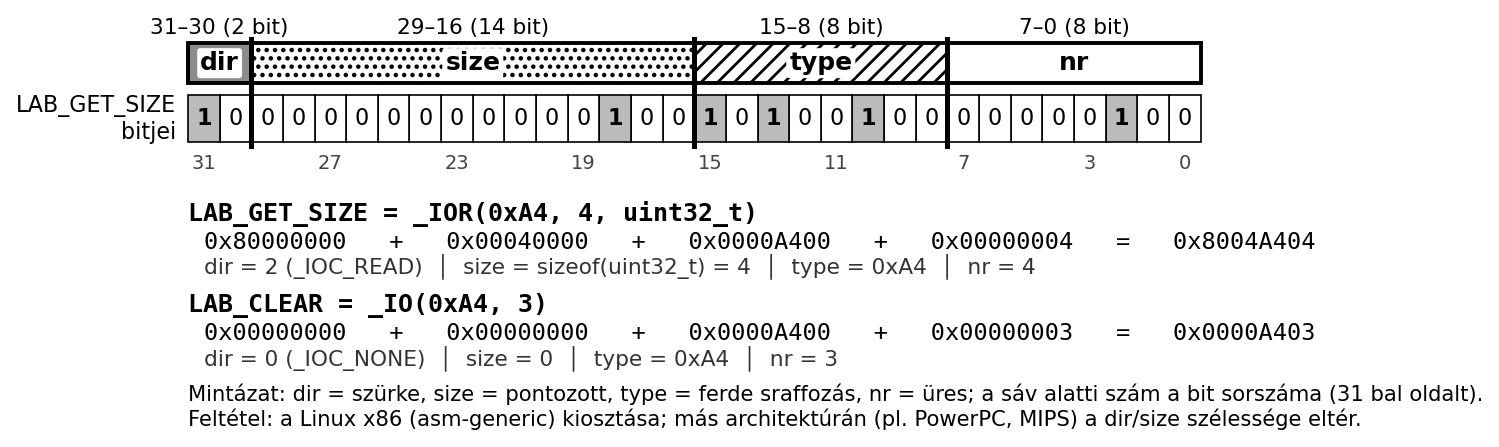 31–30 (2 bit) 29–16 (14 bit) 15–8 (8 bit) 7–0 (8 bit)
dir size type nr
LAB_GET_SIZE
bitjei
1 0 0 0 0 0 0 0 0 0 0 0 0 1 0 0 1 0 1 0 0 1 0 0 0 0 0 0 0 1 0 0
31 27 23 19 15 11 7 3 0
LAB_GET_SIZE = _IOR(0xA4, 4, uint32_t)
0x80000000 + 0x00040000 + 0x0000A400 + 0x00000004 = 0x8004A404
dir = 2 (_IOC_READ) │ size = sizeof(uint32_t) = 4 │ type = 0xA4 │ nr = 4
LAB_CLEAR = _IO(0xA4, 3)
0x00000000 + 0x00000000 + 0x0000A400 + 0x00000003 = 0x0000A403
dir = 0 (_IOC_NONE) │ size = 0 │ type = 0xA4 │ nr = 3
Mintázat: dir = szürke, size = pontozott, type = ferde sraffozás, nr = üres; a sáv alatti szám a bit sorszáma (31 bal oldalt).
Feltétel: a Linux x86 (asm-generic) kiosztása; más architektúrán (pl. PowerPC, MIPS) a dir/size szélessége eltér.